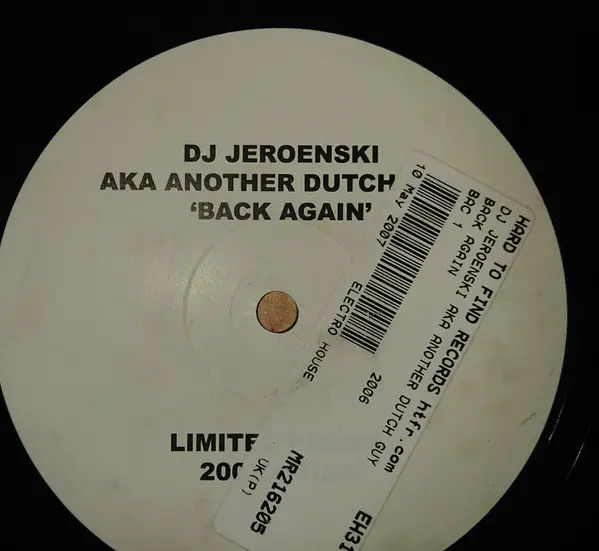 DJ JEROENSKI
AKA ANOTHER DUTCH
‘BACK AGAIN’
LIMITE
200
HARD TO FIND RECORDS htfr.com
DJ JEROENSKI AKA ANOTHER DUTCH GUY
BACK AGAIN
BAC 1
10 May 2007
2006
ELECTRO HOUSE
EH31
MR216205
UK(P)